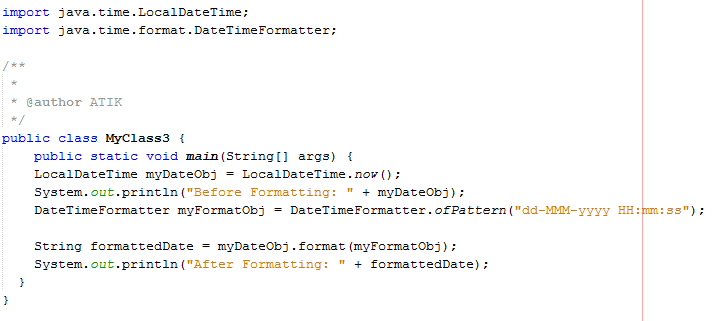 import java.time.LocalDateTime;
import java.time.format.DateTimeFormatter;
/**
 *
 * @author ATIK
 */
public class MyClass3 {
    public static void main(String[] args) {
    LocalDateTime myDateObj = LocalDateTime.now();
    System.out.println("Before Formatting: " + myDateObj);
    DateTimeFormatter myFormatObj = DateTimeFormatter.ofPattern("dd-MMM-yyyy HH:mm:ss");
    String formattedDate = myDateObj.format(myFormatObj);
    System.out.println("After Formatting: " + formattedDate);
  }
}